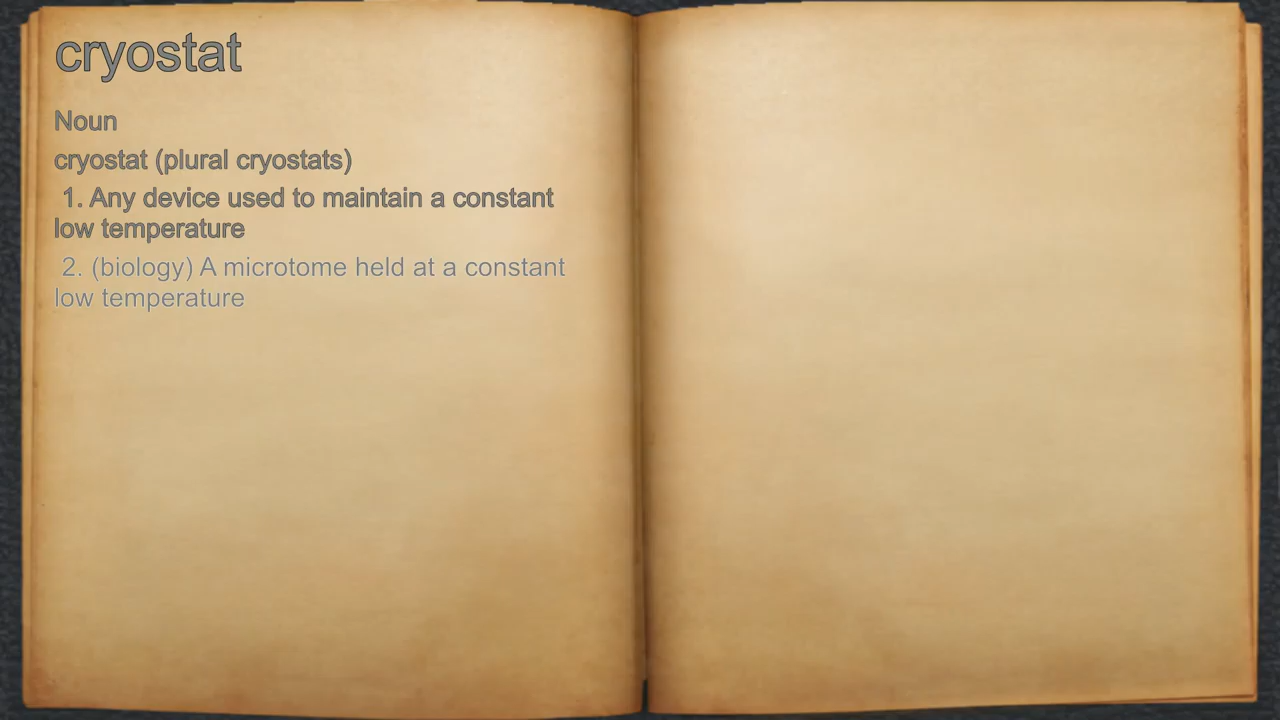 cryostat
Noun
cryostat (plural cryostats)
1. Any device used to maintain a constant
low temperature
2. (biology) A microtome held at a constant
low temperature